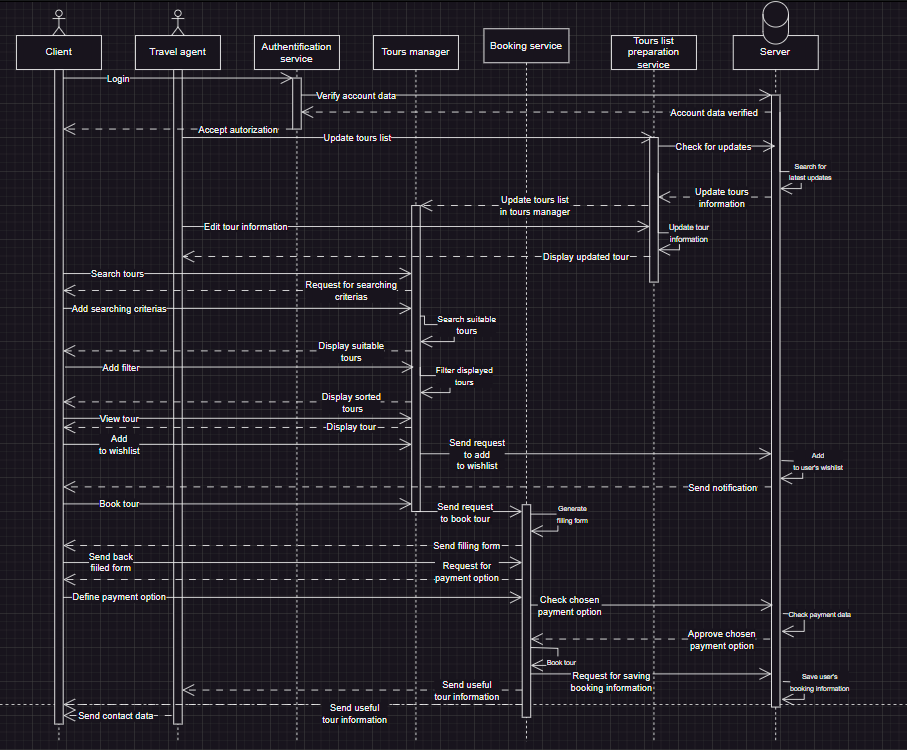 Client
Travel agent
Authentification
service
Tours manager
Booking service
Tours list
preparation
service
Server
Login
Verify account data
Account data verified
Accept autorization
Update tours list
Check for updates
Search for
latest updates
Update tours
information
Update tours list
in tours manager
Edit tour information
Update tour
information
Display updated tour
Search tours
Request for searching
criterias
Add searching criterias
Search suitable
tours
Display suitable
tours
Add filter
Filter displayed
tours
Display sorted
tours
View tour
Display tour
Add
to wishlist
Send request
to add
to wishlist
Add
to user's wishlist
Send notification
Book tour
Send request
to book tour
Generate
filling form
Send filling form
Send back
filled form
Request for
payment option
Define payment option
Check chosen
payment option
Check payment data
Approve chosen
payment option
Book tour
Request for saving
booking information
Save user's
booking information
Send useful
tour information
Send useful
tour information
Send contact data